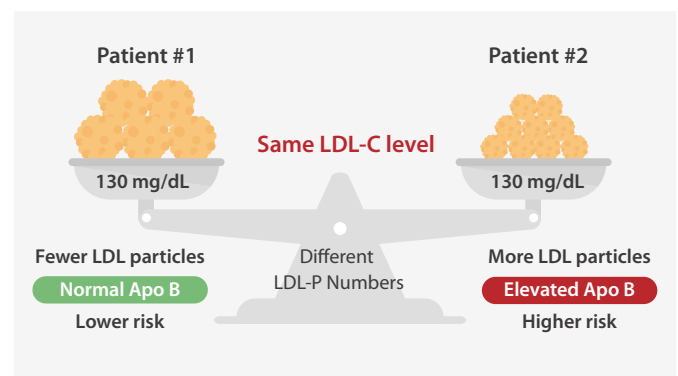 Patient #1
Patient #2
Same LDL-C level
130 mg/dL
130 mg/dL
Fewer LDL particles
Normal Apo B
Lower risk
Different
LDL-P Numbers
More LDL particles
Elevated Apo B
Higher risk